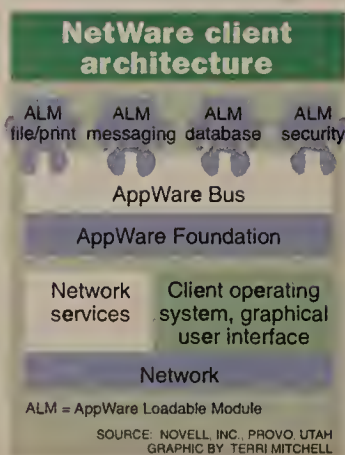 NetWare client
architecture
ALM ALM ALM ALM
file/print messaging database security
AppWare Bus
AppWare Foundation
Network
services
Client operating
system, graphical
user interface
Network
ALM = AppWare Loadable Module
SOURCE: NOVELL, INC., PROVO, UTAH
GRAPHIC BY TERRI MITCHELL